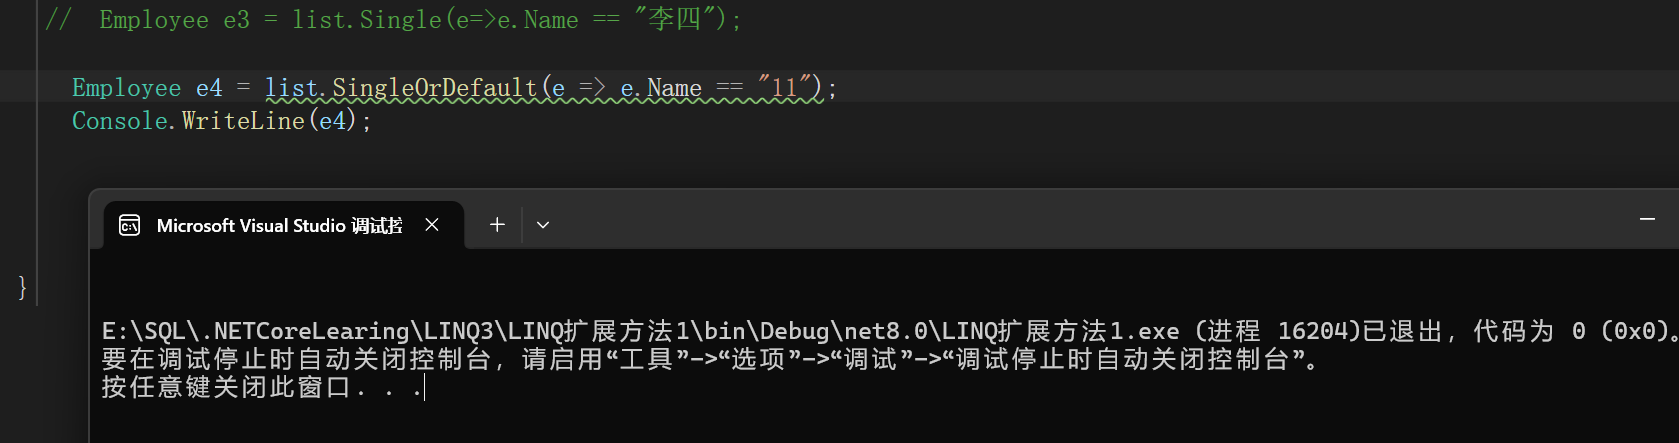 //  Employee e3 = list.Single(e=>e.Name == "李四");
Employee e4 = list.SingleOrDefault(e => e.Name == "11");
Console.WriteLine(e4);
}
Microsoft Visual Studio 调试控
E:\SQL\.NETCoreLearing\LINQ3\LINQ扩展方法1\bin\Debug\net8.0\LINQ扩展方法1.exe (进程 16204)已退出，代码为 0 (0x0)。
要在调试停止时自动关闭控制台，请启用“工具”->“选项”->“调试”->“调试停止时自动关闭控制台”。
按任意键关闭此窗口. . .